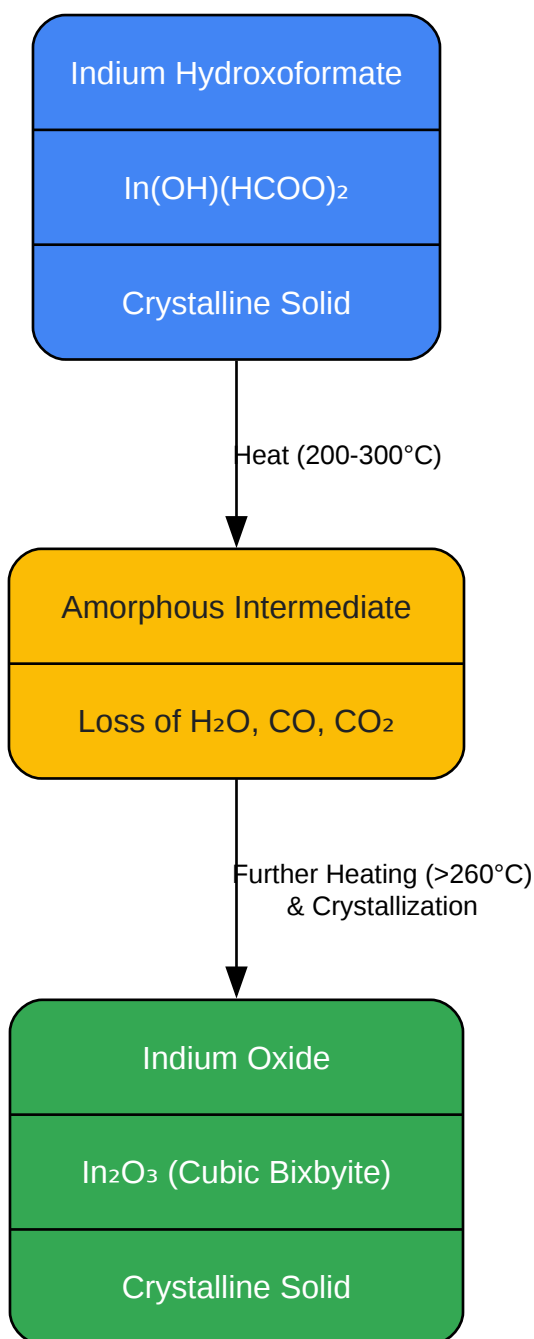 Indium Hydroxoformate
In(OH)(HCOO)₂
Crystalline Solid
Heat (200-300°C)
Amorphous Intermediate
Loss of H₂O, CO, CO₂
Further Heating (>260°C)
& Crystallization
Indium Oxide
In₂O₃ (Cubic Bixbyite)
Crystalline Solid